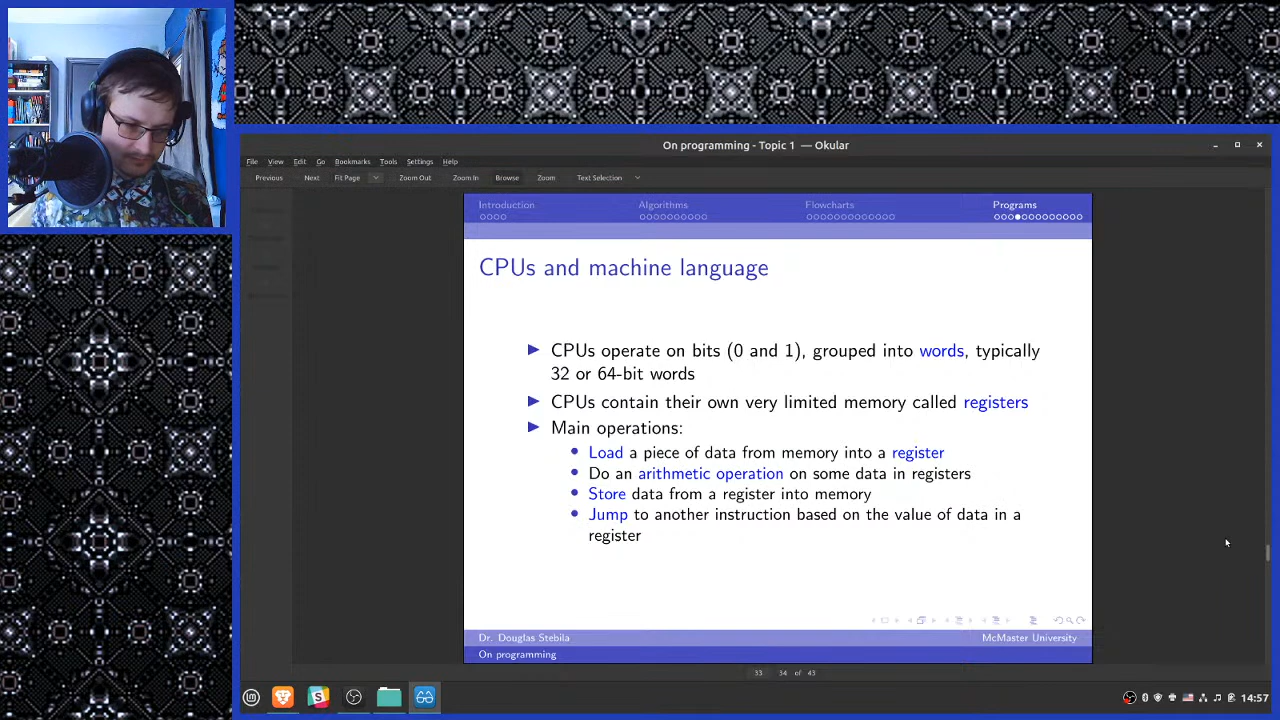 On programming - Topic 1 — Okular
File View Edit Go Bookmarks Tools Settings Help
Previous Next Fit Page Zoom Out Zoom In Browse Zoom Text Selection
Introduction Algorithms Flowcharts Programs
CPUs and machine language
CPUs operate on bits (0 and 1), grouped into words, typically
32 or 64-bit words
CPUs contain their own very limited memory called registers
Main operations:
Load a piece of data from memory into a register
Do an arithmetic operation on some data in registers
Store data from a register into memory
Jump to another instruction based on the value of data in a
register
Dr. Douglas Stebila McMaster University
On programming
33 34 of 43
14:57